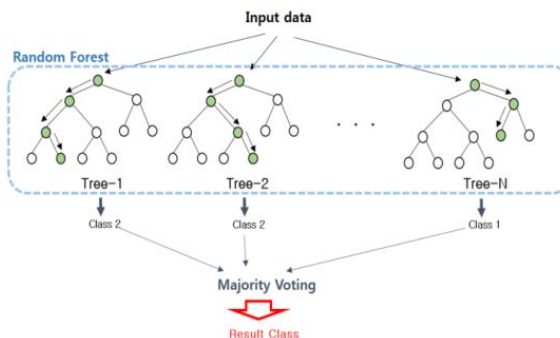 Input data
Random Forest
. . .
Tree-1 Tree-2 Tree-N
Class 2 Class 2 Class 1
Majority Voting
Result Class